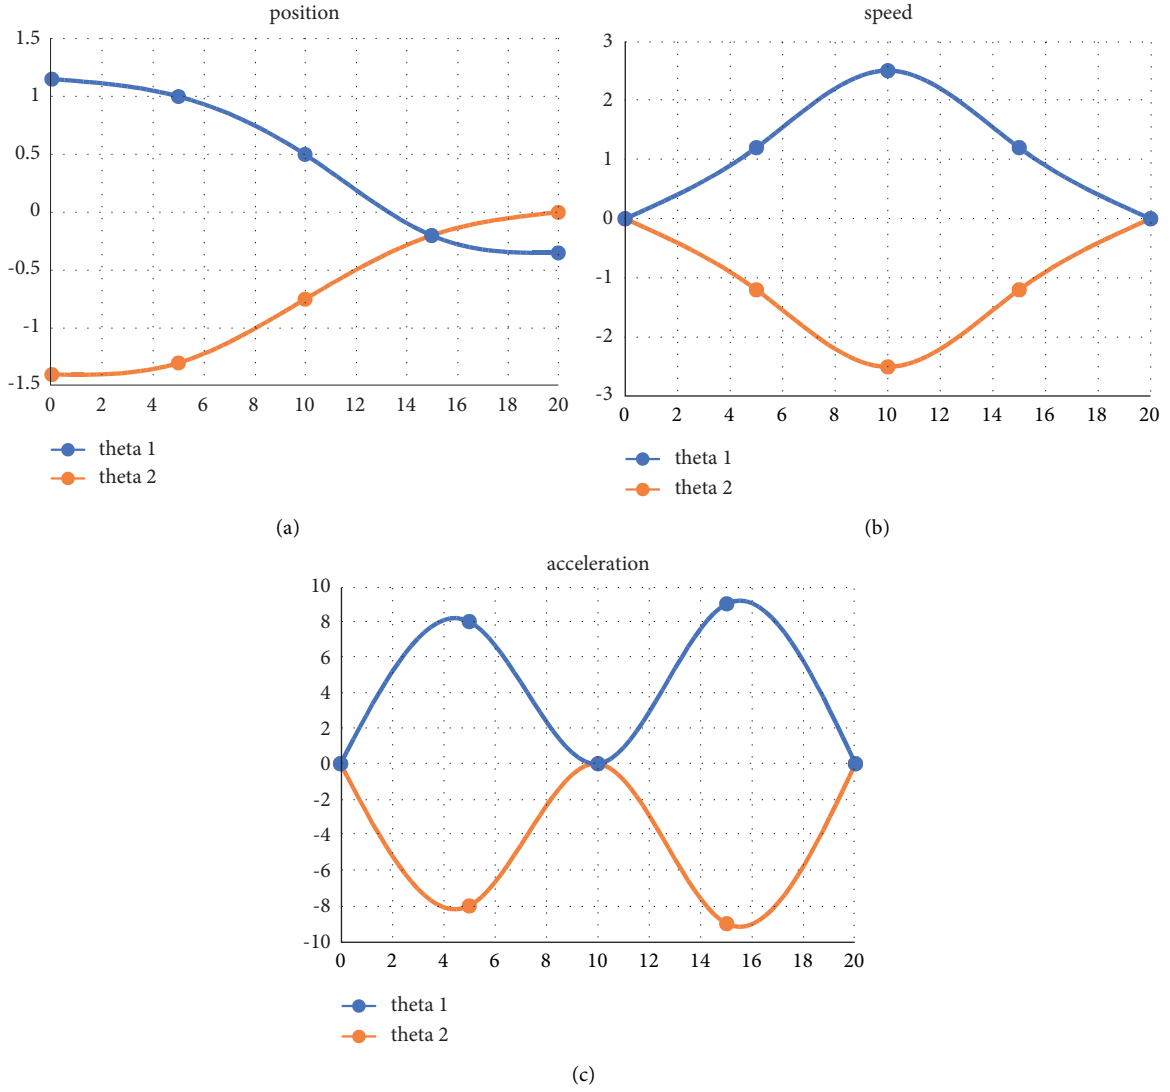 position
1.5
1
0.5
0
-0.5
-1
-1.5
0 2 4 6 8 10 12 14 16 18 20
theta 1
theta 2
(a)
speed
3
2
1
0
-1
-2
-3
0 2 4 6 8 10 12 14 16 18 20
theta 1
theta 2
(b)
acceleration
10
8
6
4
2
0
-2
-4
-6
-8
-10
0 2 4 6 8 10 12 14 16 18 20
theta 1
theta 2
(c)